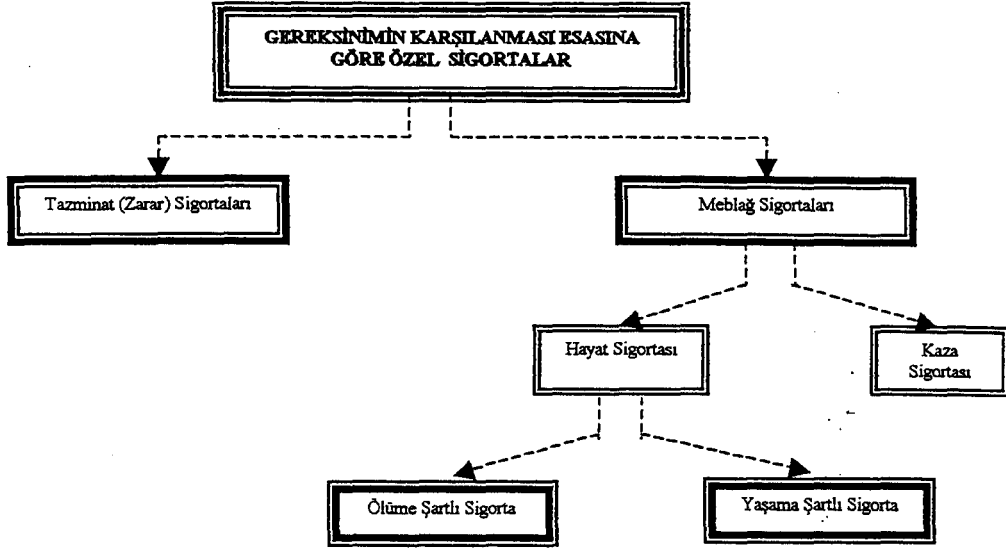 GEREKSİNİMİN KARŞILANMASI ESASINA
GÖRE ÖZEL SİGORTALAR
Tazminat (Zarar) Sigortaları
Meblağ Sigortaları
Hayat Sigortası
Kaza
Sigortası
Ölüme Şartlı Sigorta
Yaşama Şartlı Sigorta